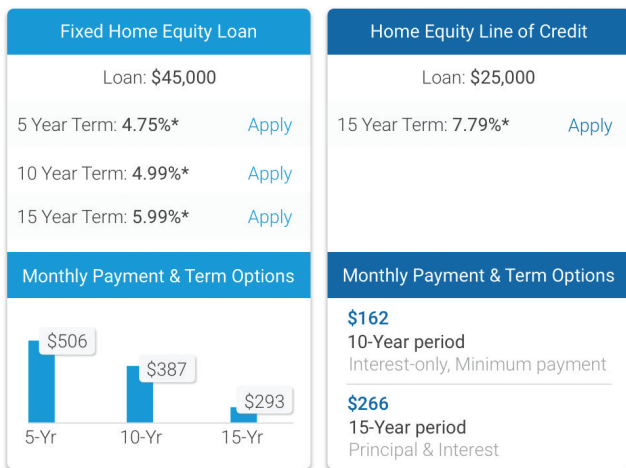 Fixed Home Equity Loan
Loan: $45,000
5 Year Term: 4.75%* Apply
10 Year Term: 4.99%* Apply
15 Year Term: 5.99%* Apply
Monthly Payment & Term Options
$506
$387
$293
5-Yr 10-Yr 15-Yr
Home Equity Line of Credit
Loan: $25,000
15 Year Term: 7.79%* Apply
Monthly Payment & Term Options
$162
10-Year period
Interest-only, Minimum payment
$266
15-Year period
Principal & Interest